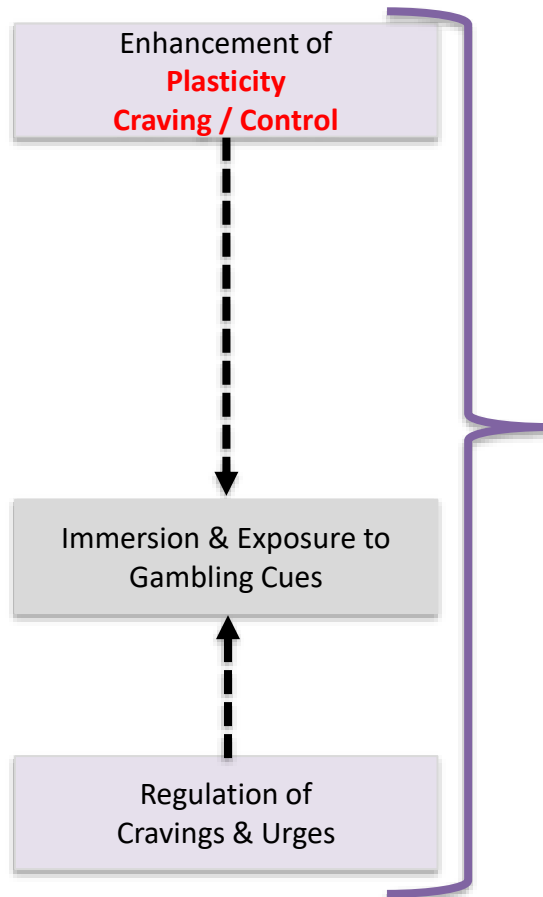 Enhancement of
Plasticity
Craving / Control
Immersion & Exposure to
Gambling Cues
Regulation of
Cravings & Urges